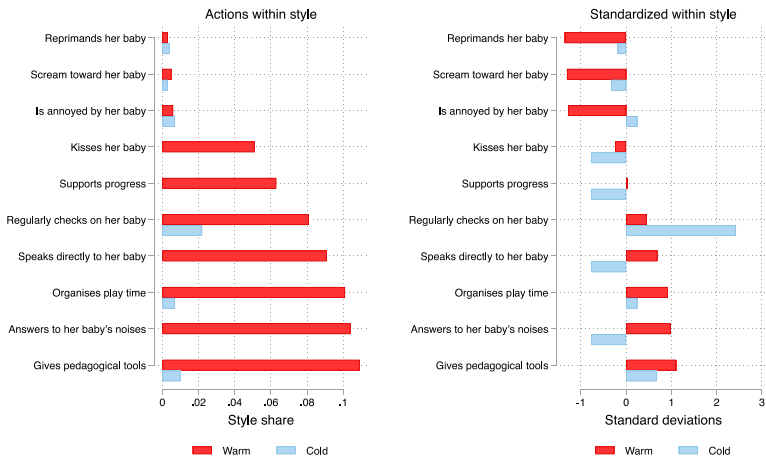 Actions within style
Reprimands her baby
Scream toward her baby
Is annoyed by her baby
Kisses her baby
Supports progress
Regularly checks on her baby
Speaks directly to her baby
Organises play time
Answers to her baby's noises
Gives pedagogical tools
0 .02 .04 .06 .08 .1
Style share
Warm Cold
Standardized within style
Reprimands her baby
Scream toward her baby
Is annoyed by her baby
Kisses her baby
Supports progress
Regularly checks on her baby
Speaks directly to her baby
Organises play time
Answers to her baby's noises
Gives pedagogical tools
-1 0 1 2 3
Standard deviations
Warm Cold